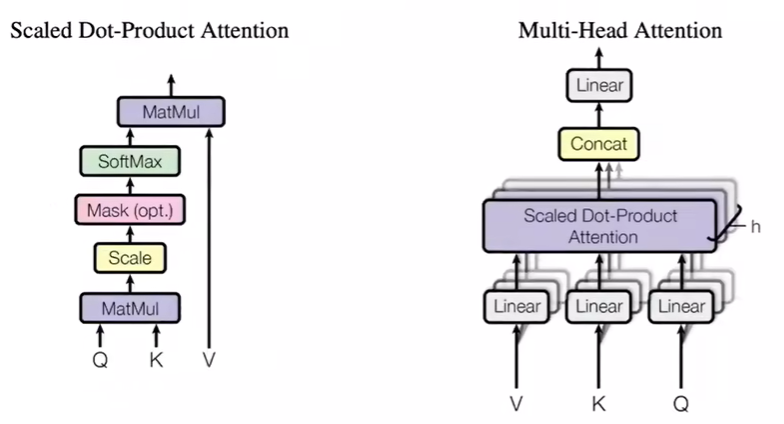 Scaled Dot-Product Attention
MatMul
SoftMax
Mask (opt.)
Scale
MatMul
Q K V
Multi-Head Attention
Linear
Concat
Scaled Dot-Product
Attention
h
Linear Linear Linear
V K Q